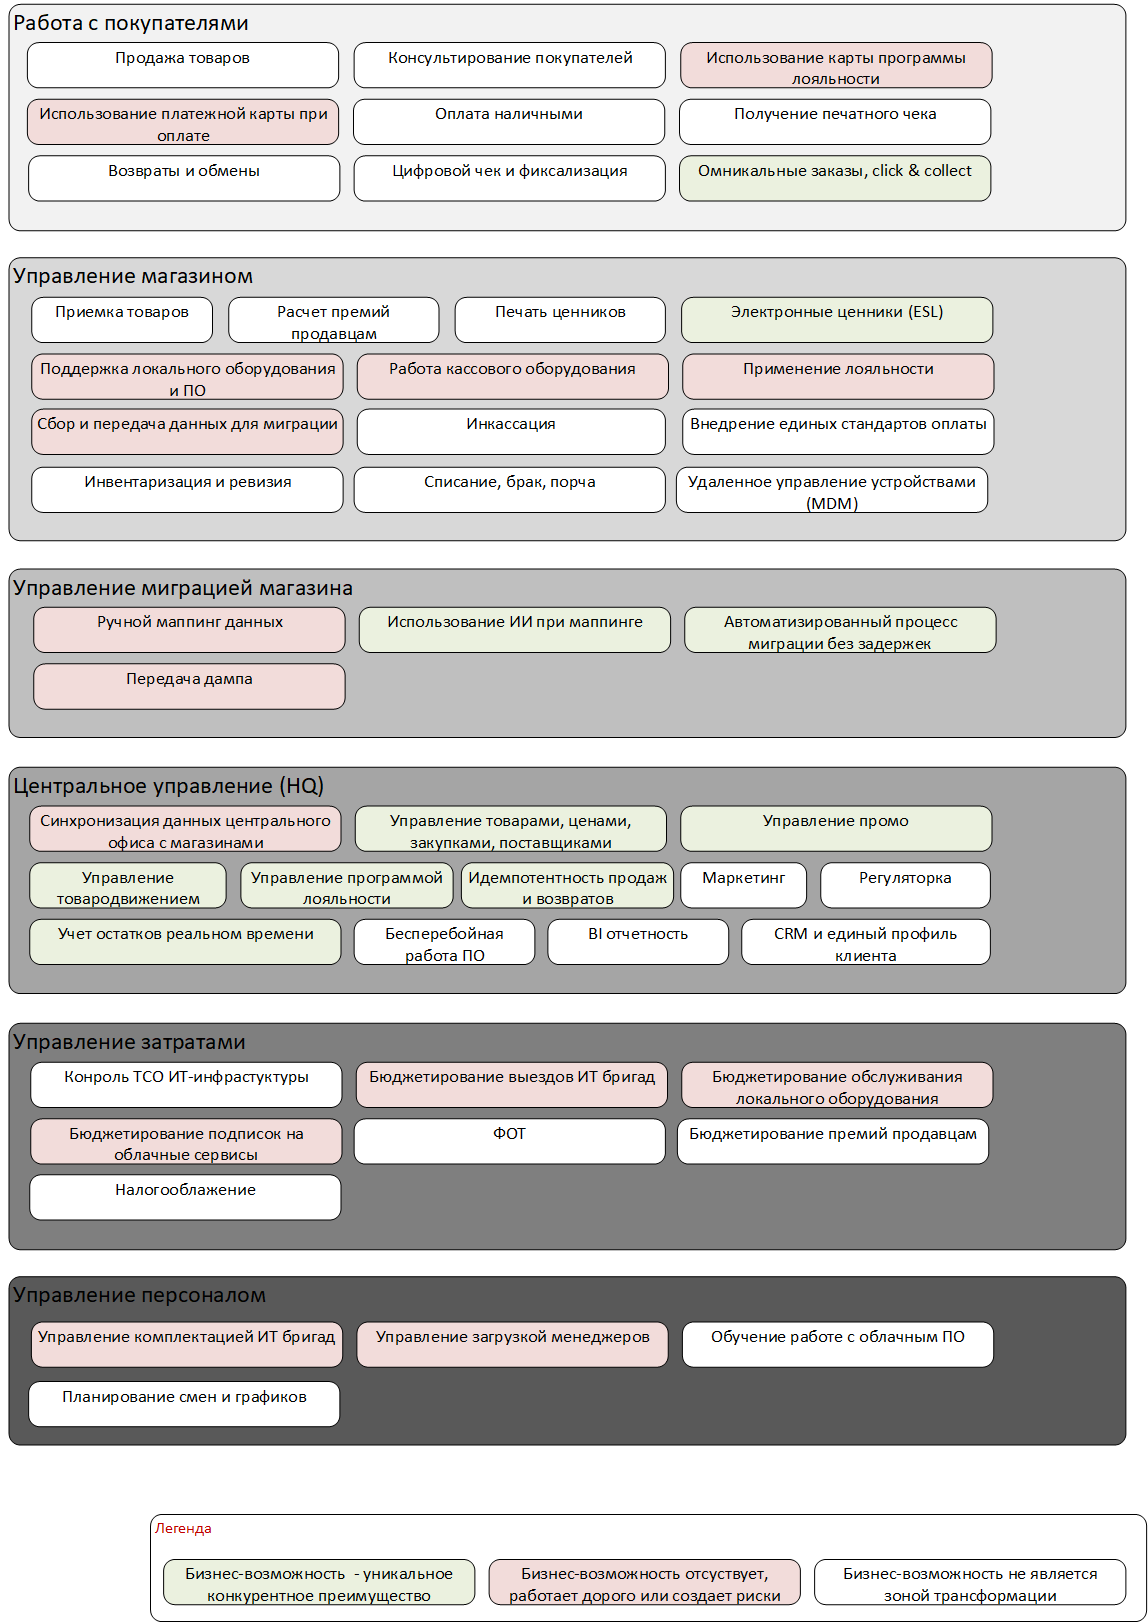 Работа с покупателями
Продажа товаров
Консультирование покупателей
Использование карты программы
лояльности
Использование платежной карты при
оплате
Оплата наличными
Получение печатного чека
Возвраты и обмены
Цифровой чек и фиксализация
Омникальные заказы, click & collect
Управление магазином
Приемка товаров
Расчет премий
продавцам
Печать ценников
Электронные ценники (ESL)
Поддержка локального оборудования
и ПО
Работа кассового оборудования
Применение лояльности
Сбор и передача данных для миграции
Инкассация
Внедрение единых стандартов оплаты
Инвентаризация и ревизия
Списание, брак, порча
Удаленное управление устройствами
(MDM)
Управление миграцией магазина
Ручной маппинг данных
Использование ИИ при маппинге
Автоматизированный процесс
миграции без задержек
Передача дампа
Центральное управление (HQ)
Синхронизация данных центрального
офиса с магазинами
Управление товарами, ценами,
закупками, поставщиками
Управление промо
Управление
товародвижением
Управление программой
лояльности
Идемпотентность продаж
и возвратов
Маркетинг
Регуляторка
Учет остатков реальном времени
Бесперебойная
работа ПО
BI отчетность
CRM и единый профиль
клиента
Управление затратами
Конроль ТСО ИТ-инфрастуктуры
Бюджетирование выездов ИТ бригад
Бюджетирование обслуживания
локального оборудования
Бюджетирование подписок на
облачные сервисы
ФОТ
Бюджетирование премий продавцам
Налогооблажение
Управление персоналом
Управление комплектацией ИТ бригад
Управление загрузкой менеджеров
Обучение работе с облачным ПО
Планирование смен и графиков
Легенда
Бизнес-возможность - уникальное
конкурентное преимущество
Бизнес-возможность отсуствует,
работает дорого или создает риски
Бизнес-возможность не является
зоной трансформации